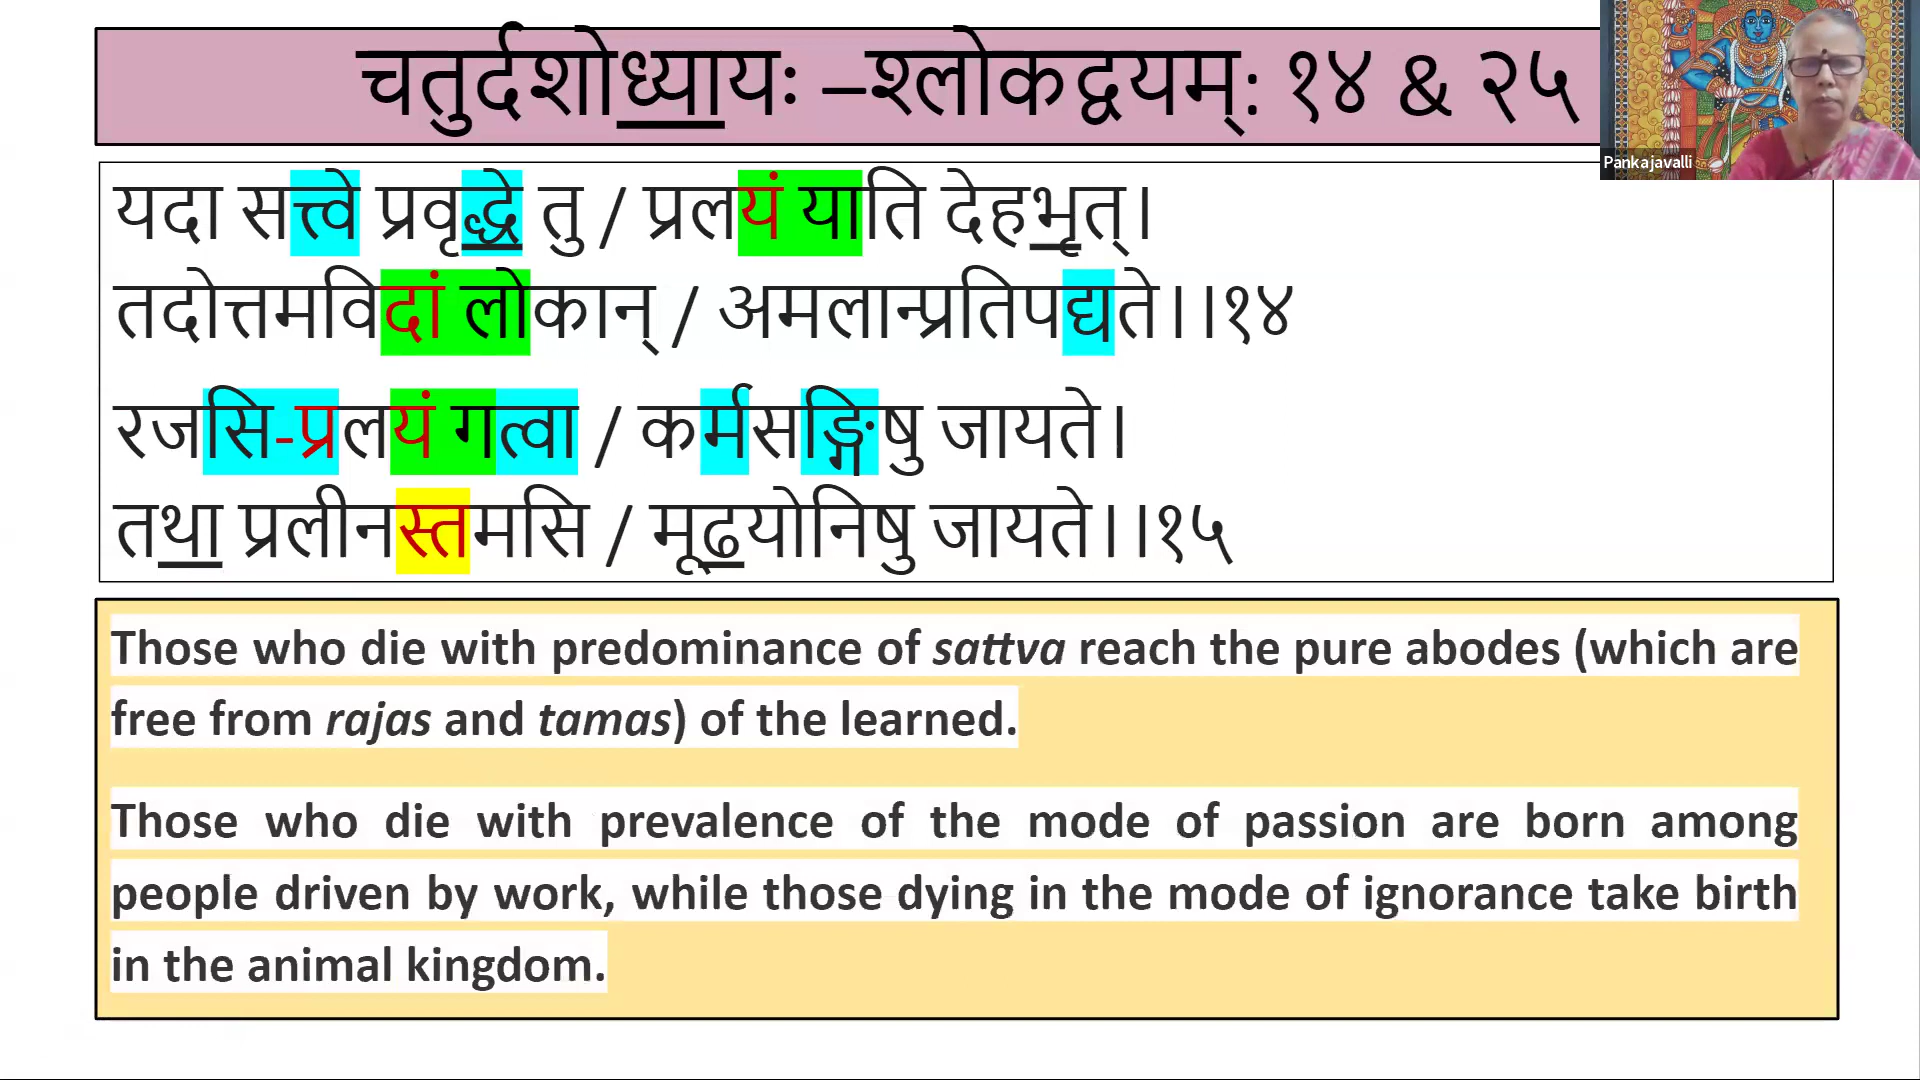 चतुर्दशोध्यायः –श्लोकद्वयम्: १४ & २५
Pankajavalli
यदा सत्त्वे प्रवृद्धे तु / प्रलयं याति देहभृत्।
तदोत्तमविदां लोकान् / अमलान्प्रतिपद्यते।।१४
रजसि-प्रलयं गत्वा / कर्मसङ्गिषु जायते।
तथा प्रलीनस्तमसि / मूढयोनिषु जायते।।१५
Those who die with predominance of sattva reach the pure abodes (which are
free from rajas and tamas) of the learned.
Those who die with prevalence of the mode of passion are born among
people driven by work, while those dying in the mode of ignorance take birth
in the animal kingdom.